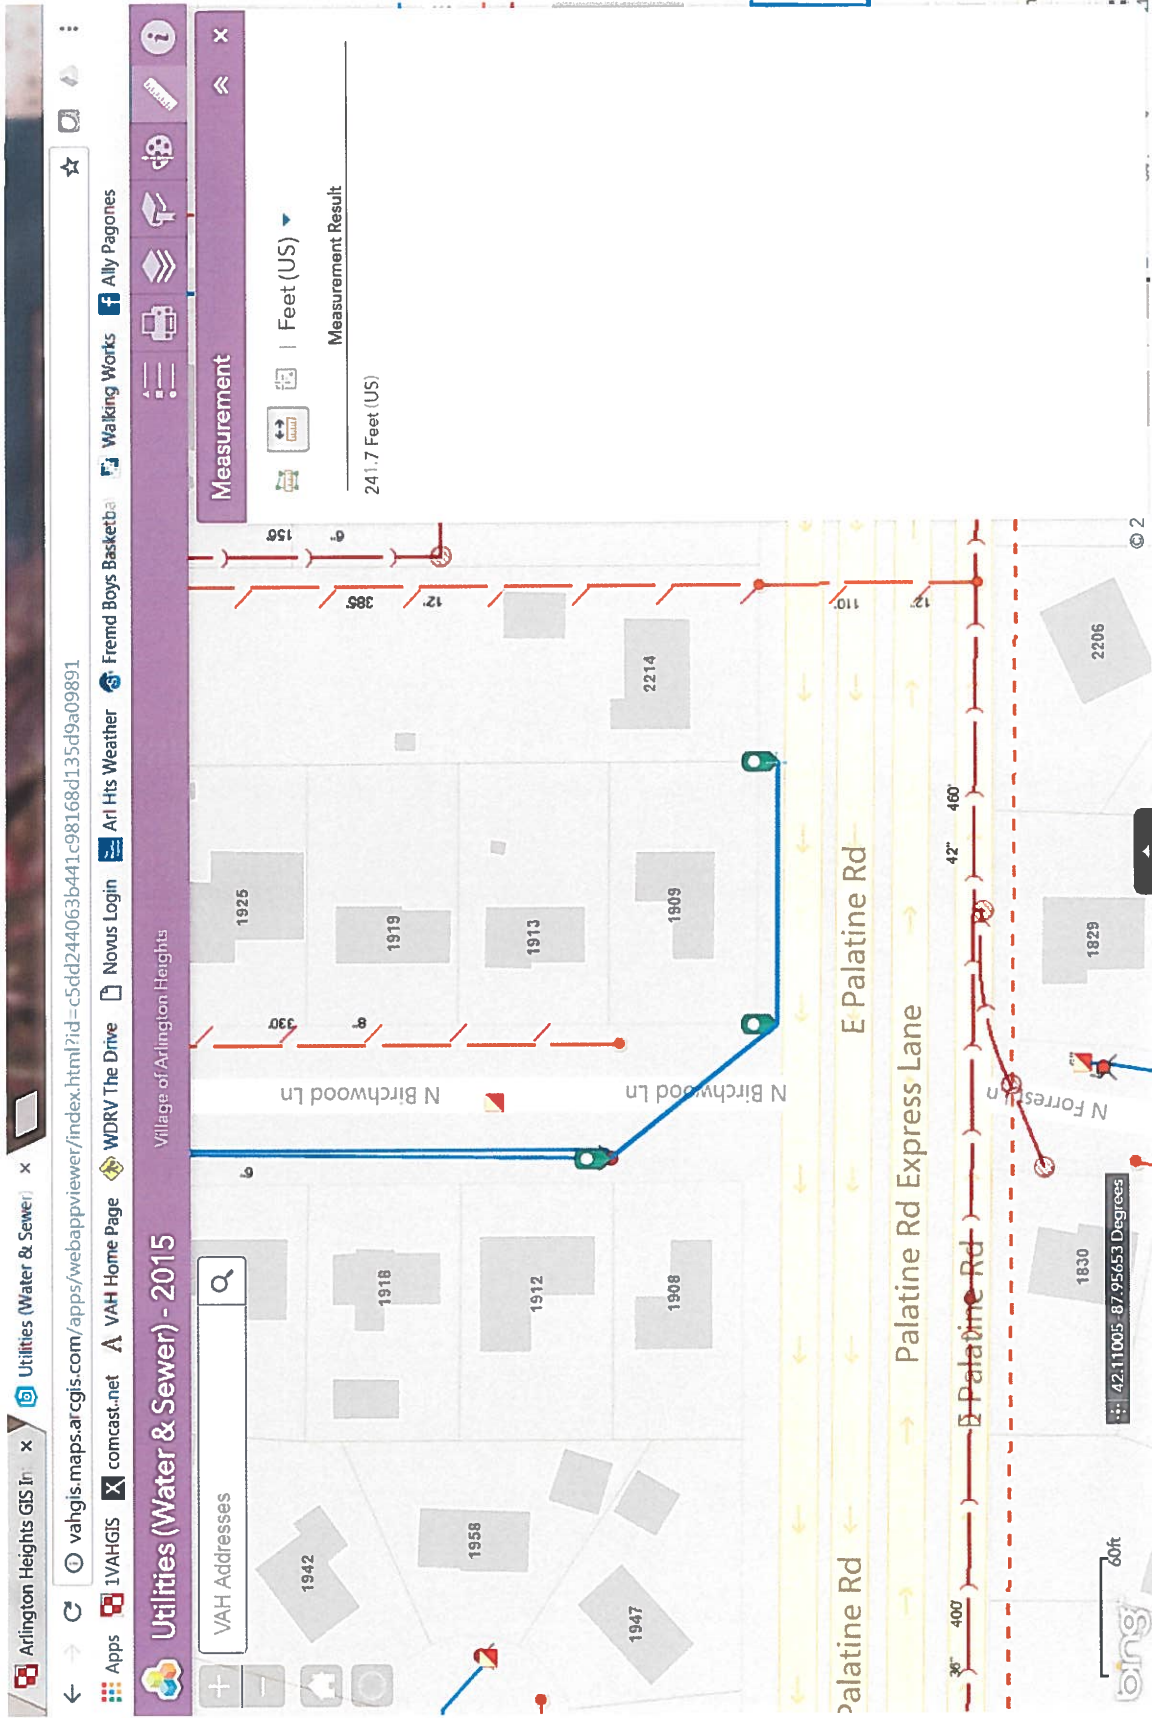 Arlington Heights GIS In: ×
Utilities (Water & Sewer) ×
vahgis.maps.arcgis.com/apps/webappviewer/index.html?id=c5dd244063b441c98168d135d9a09891
Apps 1VAHGIS comcast.net VAH Home Page WDRV The Drive Novus Login Arl Hts Weather Fremd Boys Basketba Walking Works Ally Pagones
Utilities (Water & Sewer) - 2015 Village of Arlington Heights
VAH Addresses
Measurement
Feet (US)
Measurement Result
241.7 Feet (US)
6"
330'
8"
385'
12"
156'
6"
1925
1942
1918
1919
1958
1912
1913
N Birchwood Ln
1947
1908
1909
2214
N Birchwood Ln
Palatine Rd
E Palatine Rd
110'
12"
Palatine Rd Express Lane
36"
400'
E Palatine Rd
42"
460'
N Forrest Ln
1830
1829
2206
60ft
bing
42.11005 -87.95653 Degrees
© 2